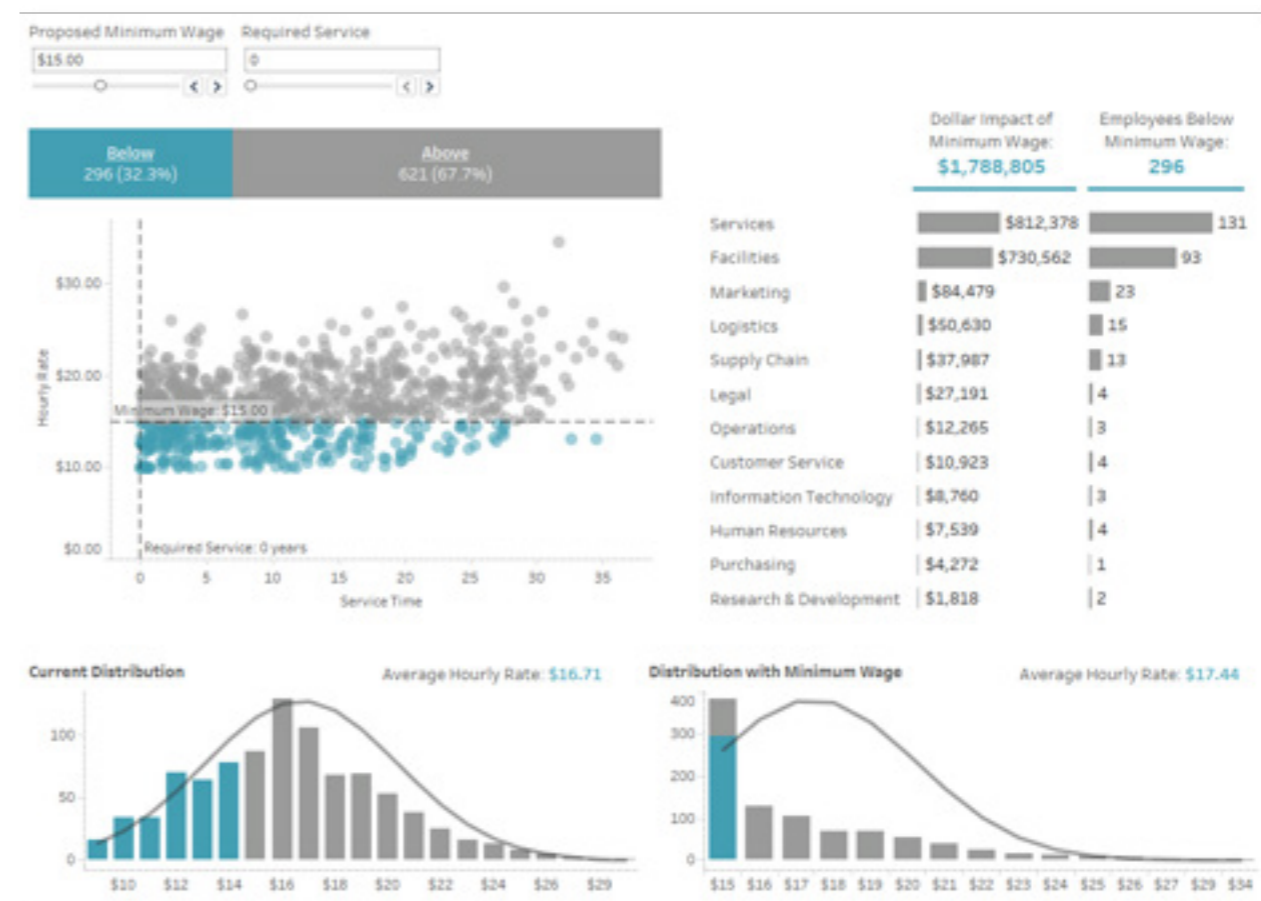 Proposed Minimum Wage Required Service
$15.00 0
Below Above
296 (32.3%) 621 (67.7%)
Dollar Impact of Minimum Wage: $1,788,805
Employees Below Minimum Wage: 296
Services $812,378 131
Facilities $730,562 93
Marketing $84,479 23
Logistics $50,630 15
Supply Chain $37,987 13
Legal $27,191 4
Operations $12,265 3
Customer Service $10,923 4
Information Technology $8,760 3
Human Resources $7,539 4
Purchasing $4,272 1
Research & Development $1,818 2
Hourly Rate
$30.00
$20.00
Minimum Wage: $15.00
$10.00
$0.00
Required Service: 0 years
0 5 10 15 20 25 30 35
Service Time
Current Distribution Average Hourly Rate: $16.71
100
50
0
$10 $12 $14 $16 $18 $20 $22 $24 $26 $29
Distribution with Minimum Wage Average Hourly Rate: $17.44
400
300
200
100
0
$15 $16 $17 $18 $19 $20 $21 $22 $23 $24 $25 $26 $27 $29 $34